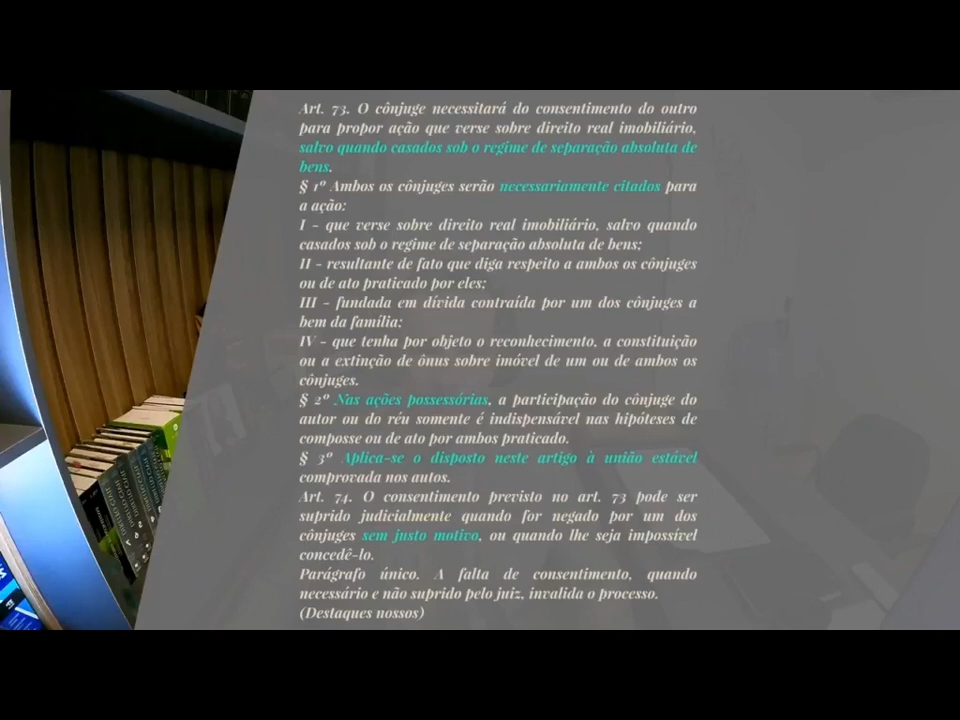 Art. 73. O cônjuge necessitará do consentimento do outro
para propor ação que verse sobre direito real imobiliário,
salvo quando casados sob o regime de separação absoluta de
bens.
§ 1º Ambos os cônjuges serão necessariamente citados para
a ação:
I - que verse sobre direito real imobiliário, salvo quando
casados sob o regime de separação absoluta de bens;
II - resultante de fato que diga respeito a ambos os cônjuges
ou de ato praticado por eles;
III - fundada em dívida contraída por um dos cônjuges a
bem da família;
IV - que tenha por objeto o reconhecimento, a constituição
ou a extinção de ônus sobre imóvel de um ou de ambos os
cônjuges.
§ 2º Nas ações possessórias, a participação do cônjuge do
autor ou do réu somente é indispensável nas hipóteses de
composse ou de ato por ambos praticado.
§ 3º Aplica-se o disposto neste artigo à união estável
comprovada nos autos.
Art. 74. O consentimento previsto no art. 73 pode ser
suprido judicialmente quando for negado por um dos
cônjuges sem justo motivo, ou quando lhe seja impossível
concedê-lo.
Parágrafo único. A falta de consentimento, quando
necessário e não suprido pelo juiz, invalida o processo.
(Destaques nossos)